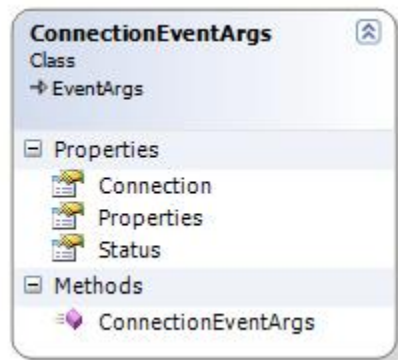 ConnectionEventArgs
Class
EventArgs
Properties
Connection
Properties
Status
Methods
ConnectionEventArgs